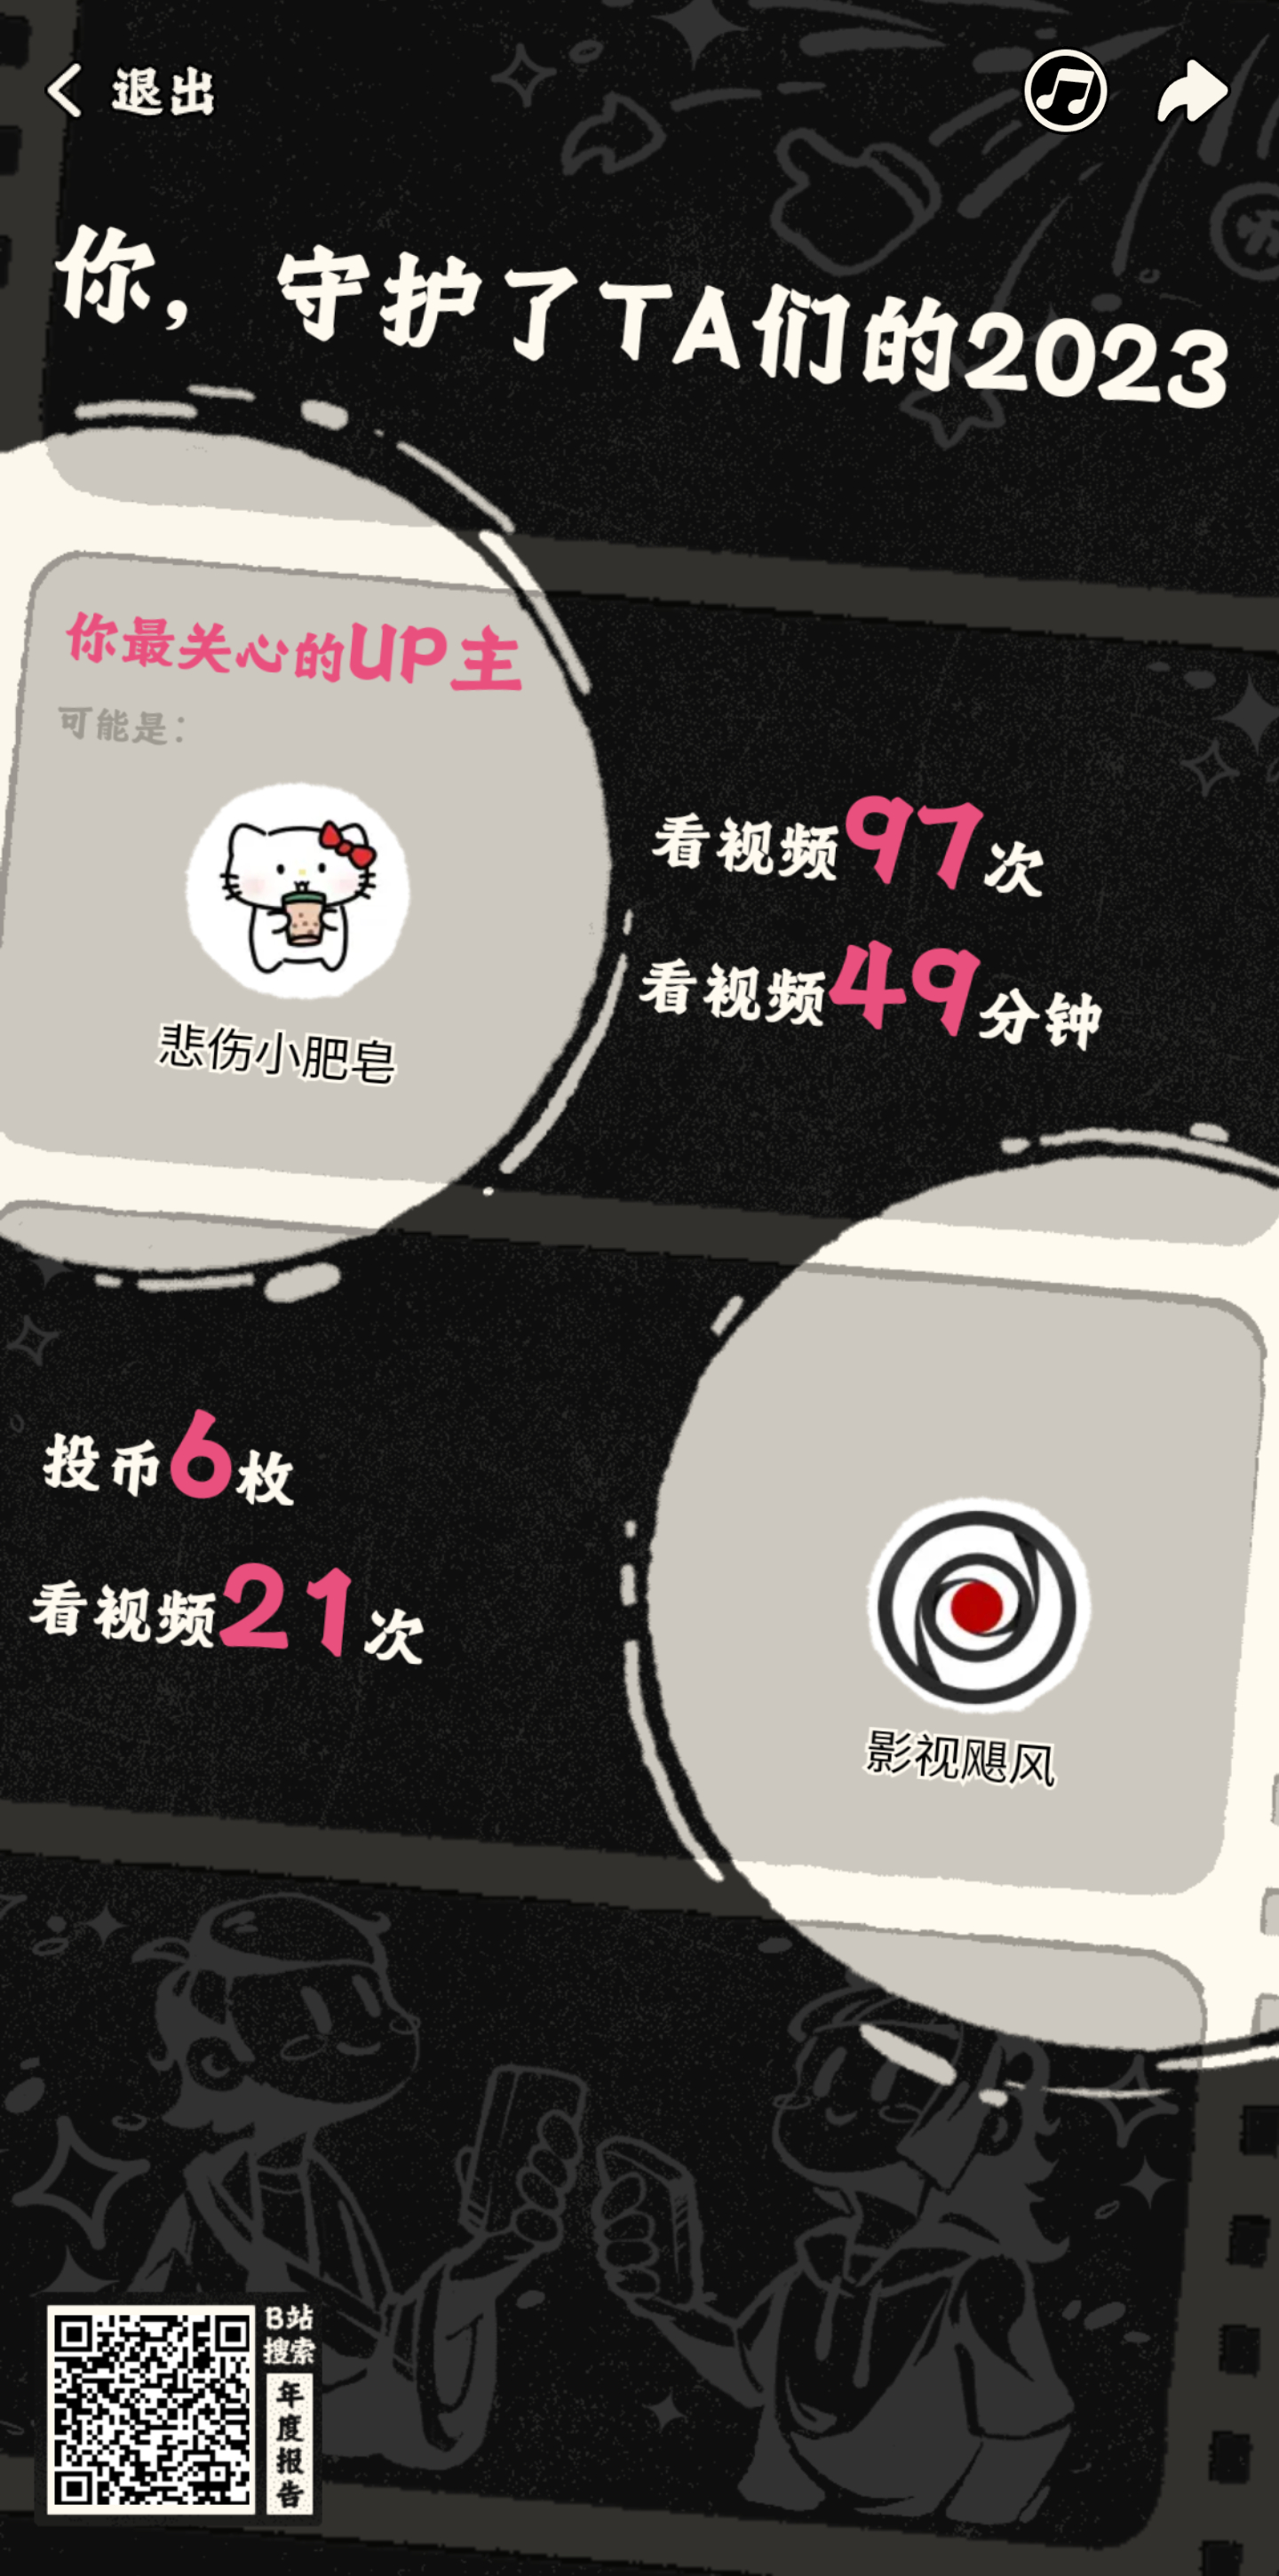 退出
你，守护了TA们的2023
你最关心的UP主
可能是：
悲伤小肥皂
看视频97次
看视频49分钟
投币6枚
看视频21次
影视飓风
B站
搜索
年度报告